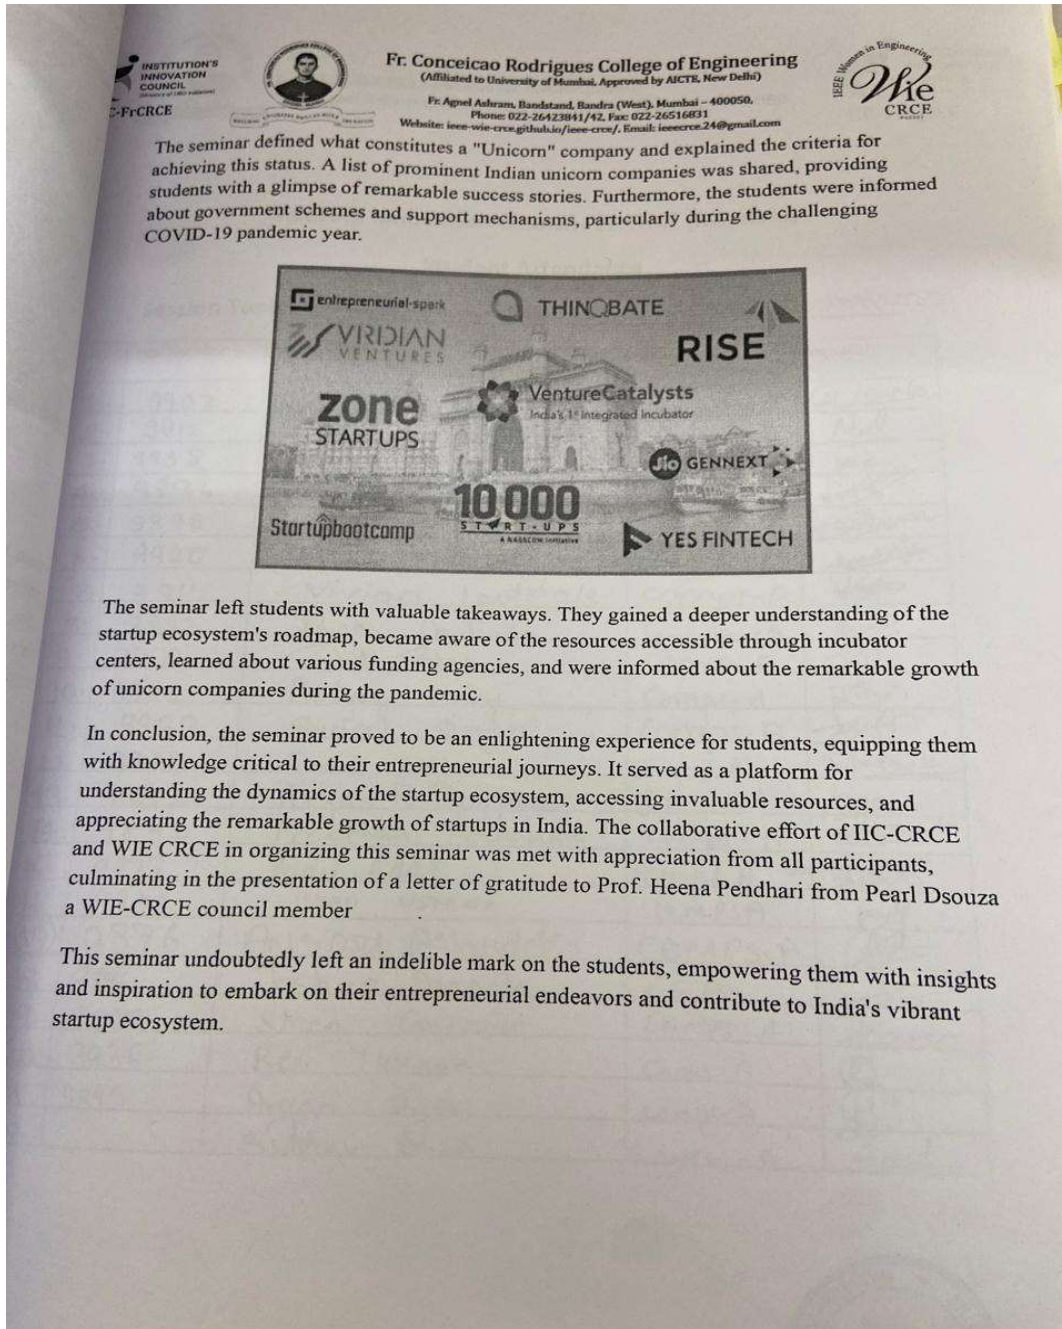 INSTITUTION'S
INNOVATION
COUNCIL
-FrCRCE
Fr. Conceicao Rodrigues College of Engineering
(Affiliated to University of Mumbai, Approved by AICTE, New Delhi)
Fr. Agnel Ashram, Bandstand, Bandra (West), Mumbai – 400050.
Phone: 022-26423841/42, Fax: 022-26516831
Website: ieee-wie-crce.github.io/ieee-crce/, Email: ieeecrce.24@gmail.com
IEEE Women in Engineering
Wie
CRCE
The seminar defined what constitutes a "Unicorn" company and explained the criteria for
achieving this status. A list of prominent Indian unicorn companies was shared, providing
students with a glimpse of remarkable success stories. Furthermore, the students were informed
about government schemes and support mechanisms, particularly during the challenging
COVID-19 pandemic year.
entrepreneurial-spark
THINQBATE
VIRIDIAN
VENTURES
RISE
zone
STARTUPS
VentureCatalysts
India's 1st Integrated Incubator
Jio GENNEXT
10,000
START-UPS
A NASSCOM Initiative
Startupbootcamp
YES FINTECH
The seminar left students with valuable takeaways. They gained a deeper understanding of the
startup ecosystem's roadmap, became aware of the resources accessible through incubator
centers, learned about various funding agencies, and were informed about the remarkable growth
of unicorn companies during the pandemic.
In conclusion, the seminar proved to be an enlightening experience for students, equipping them
with knowledge critical to their entrepreneurial journeys. It served as a platform for
understanding the dynamics of the startup ecosystem, accessing invaluable resources, and
appreciating the remarkable growth of startups in India. The collaborative effort of IIC-CRCE
and WIE CRCE in organizing this seminar was met with appreciation from all participants,
culminating in the presentation of a letter of gratitude to Prof. Heena Pendhari from Pearl Dsouza
a WIE-CRCE council member
This seminar undoubtedly left an indelible mark on the students, empowering them with insights
and inspiration to embark on their entrepreneurial endeavors and contribute to India's vibrant
startup ecosystem.